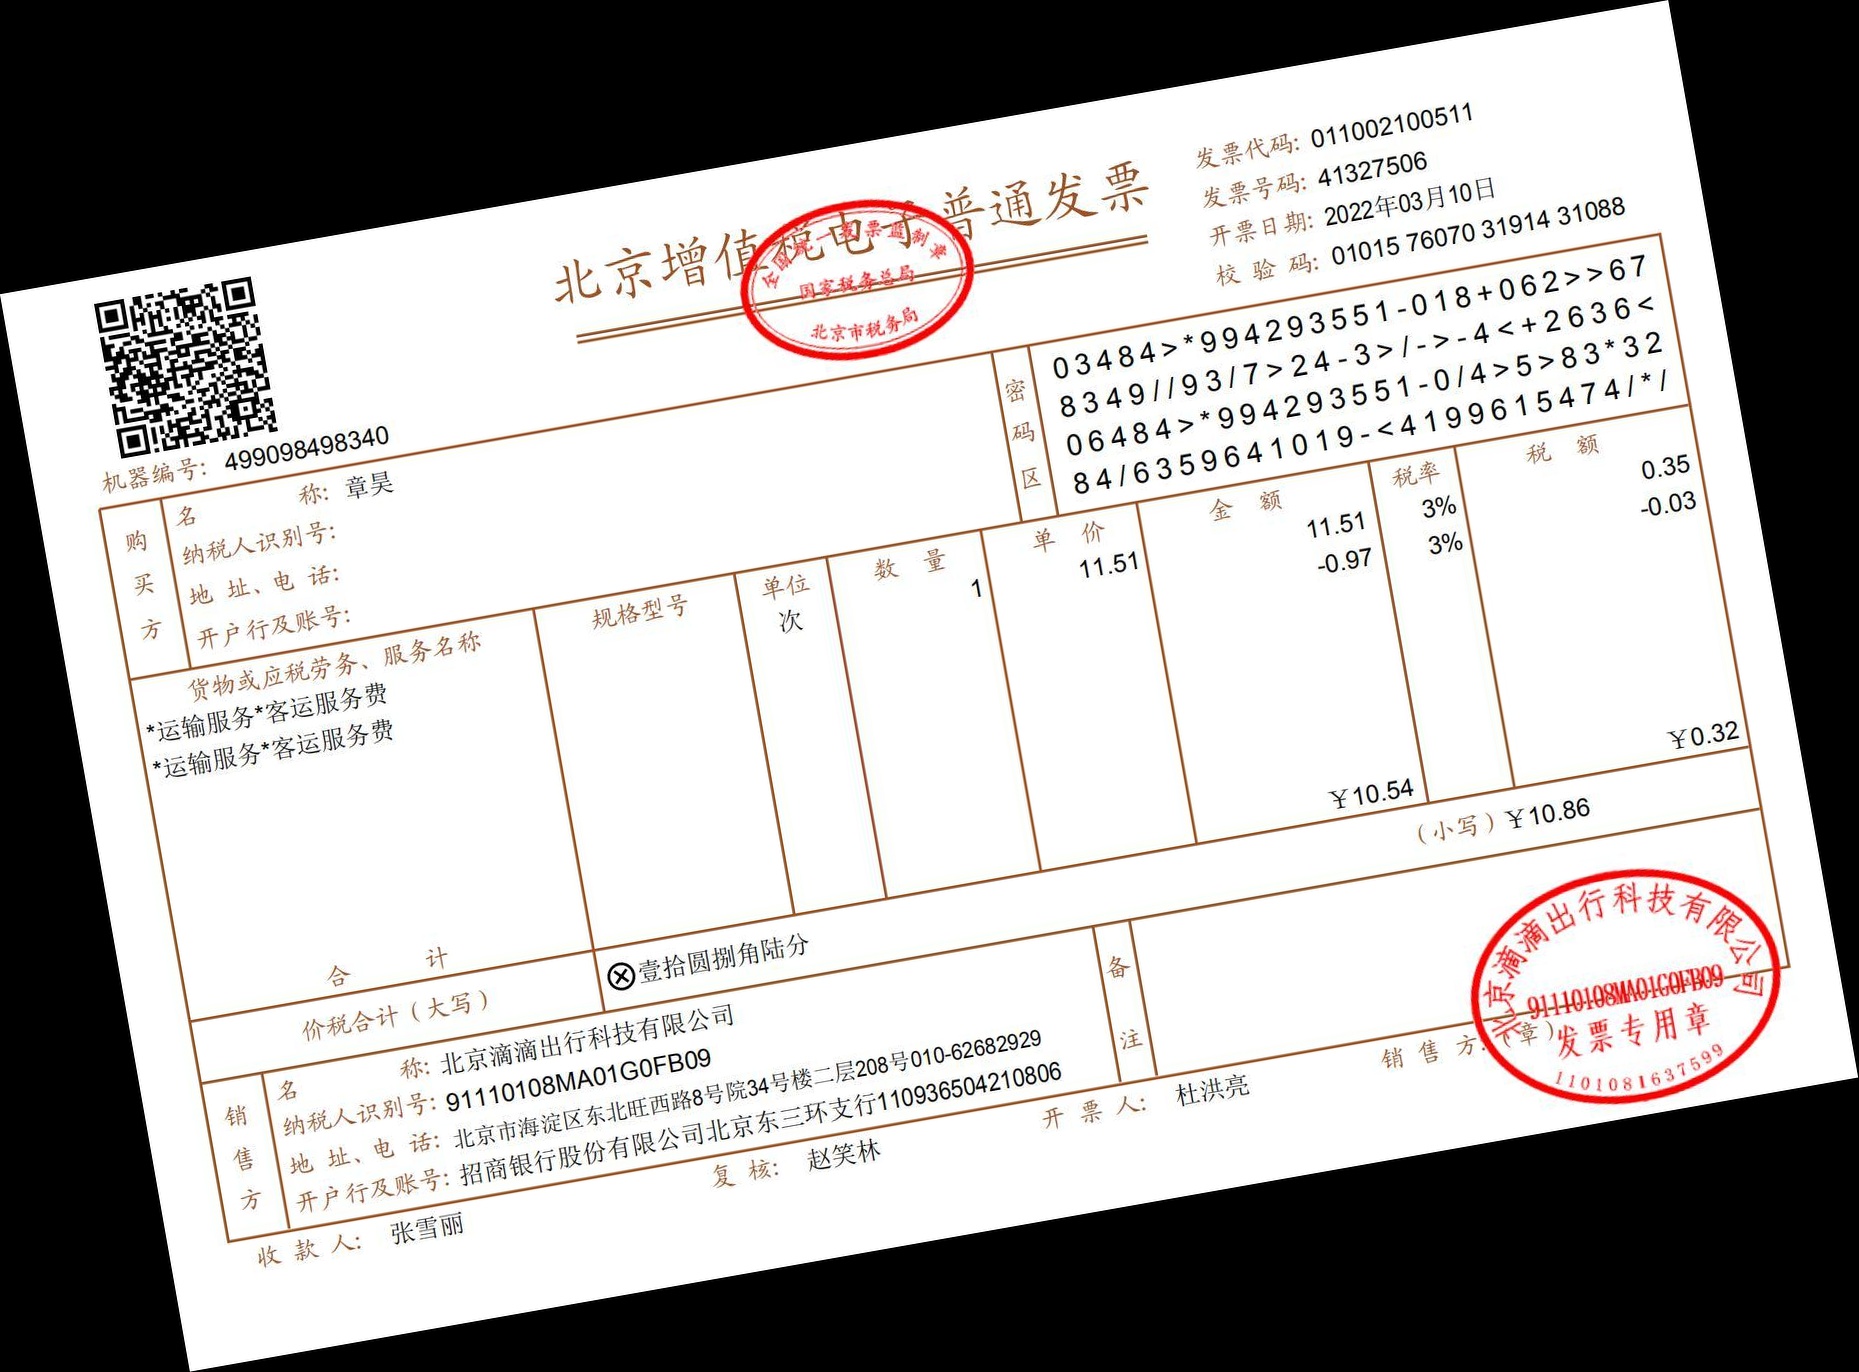 北京增值税电子普通发票
全国统一发票监制章
国家税务总局
北京市税务局
发票代码: 011002100511
发票号码: 41327506
开票日期: 2022年03月10日
校 验 码: 01015 76070 31914 31088
机器编号: 499098498340
购买方
名 称: 章昊
纳税人识别号:
地 址、电 话:
开户行及账号:
密码区
03484>*994293551-018+062>>67
8349//93/7>24-3>/->-4<+2636<
06484>*994293551-0/4>5>83*32
84/6359641019-<4199615474/*/
货物或应税劳务、服务名称 规格型号 单位 数 量 单 价 金 额 税率 税 额
*运输服务*客运服务费 次 1 11.51 11.51 3% 0.35
*运输服务*客运服务费 -0.97 3% -0.03
合 计 ￥10.54 ￥0.32
价税合计（大写） ⊗壹拾圆捌角陆分 （小写）￥10.86
销售方
名 称: 北京滴滴出行科技有限公司
纳税人识别号: 91110108MA01G0FB09
地 址、电 话: 北京市海淀区东北旺西路8号院34号楼二层208号010-62682929
开户行及账号: 招商银行股份有限公司北京东三环支行110936504210806
备注
收 款 人: 张雪丽 复 核: 赵笑林 开 票 人: 杜洪亮 销 售 方:（章）
北京滴滴出行科技有限公司
91110108MA01G0FB09
发票专用章
1101081637599